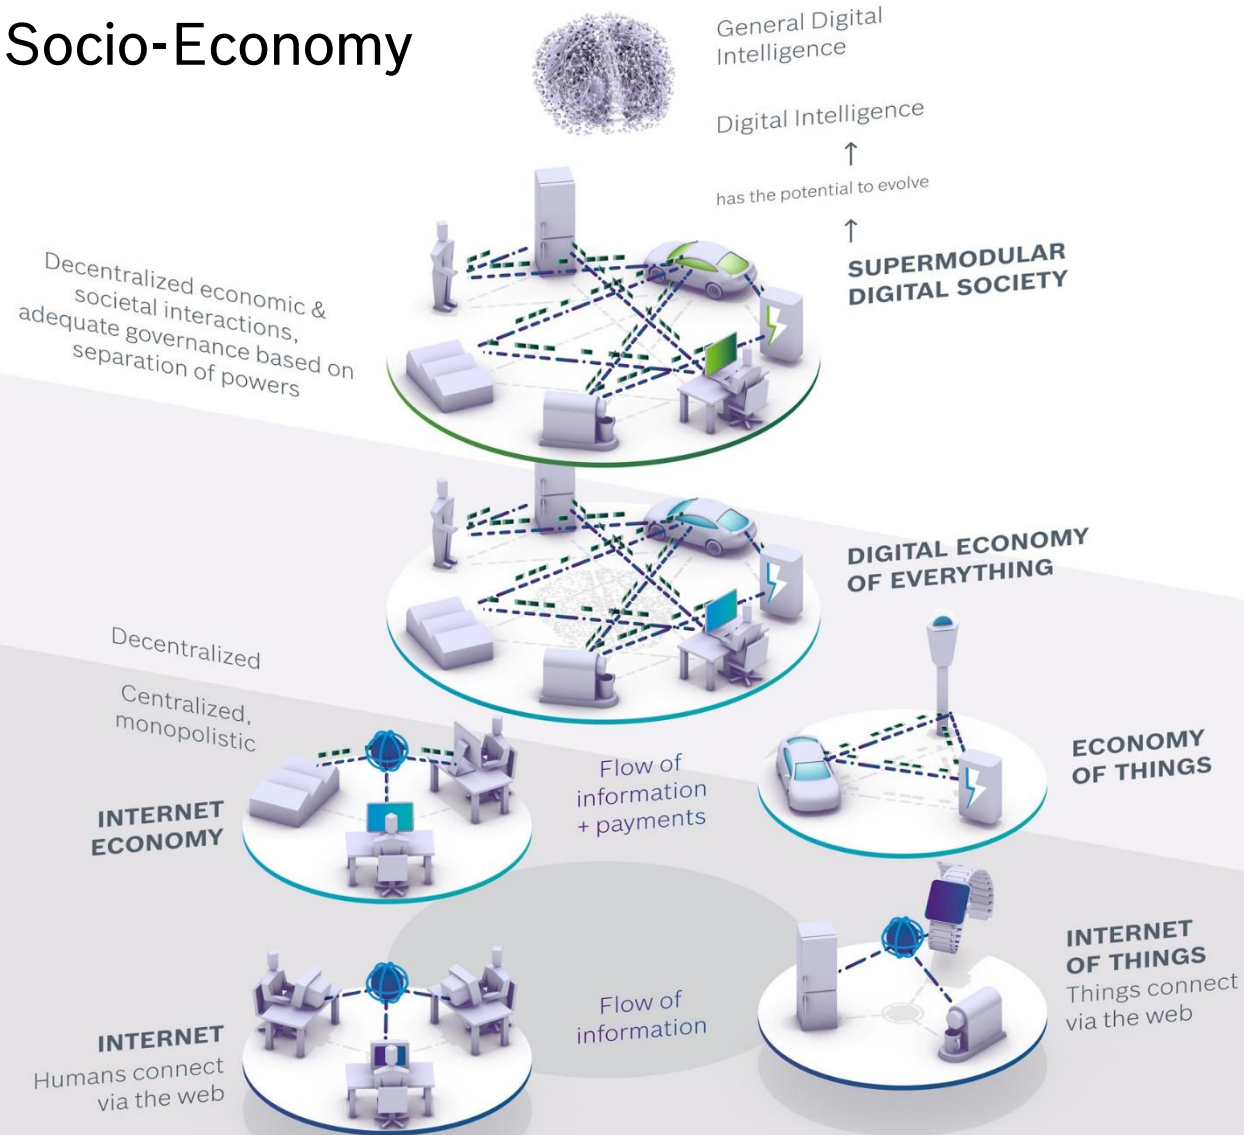 Socio-Economy
General Digital
Intelligence
Digital Intelligence
↑
has the potential to evolve
↑
SUPERMODULAR
DIGITAL SOCIETY
Decentralized economic &
societal interactions,
adequate governance based on
separation of powers
DIGITAL ECONOMY
OF EVERYTHING
Decentralized
Centralized,
monopolistic
INTERNET
ECONOMY
Flow of
information
+ payments
ECONOMY
OF THINGS
INTERNET
Humans connect
via the web
Flow of
information
INTERNET
OF THINGS
Things connect
via the web